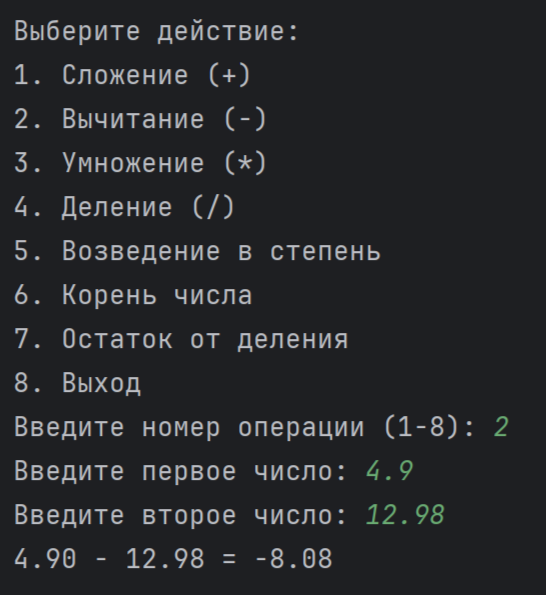 Выберите действие:
1. Сложение (+)
2. Вычитание (-)
3. Умножение (*)
4. Деление (/)
5. Возведение в степень
6. Корень числа
7. Остаток от деления
8. Выход
Введите номер операции (1-8): 2
Введите первое число: 4.9
Введите второе число: 12.98
4.90 - 12.98 = -8.08